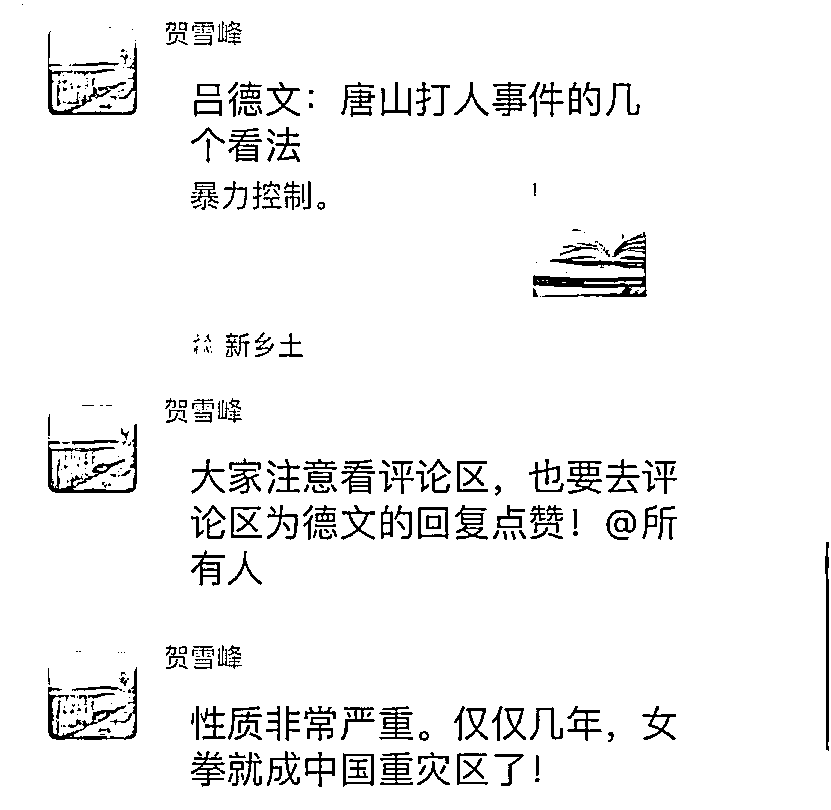 贺雪峰
吕德文：唐山打人事件的几
个看法
暴力控制。
新乡土
贺雪峰
大家注意看评论区，也要去评
论区为德文的回复点赞！@所
有人
贺雪峰
性质非常严重。仅仅几年，女
拳就成中国重灾区了！